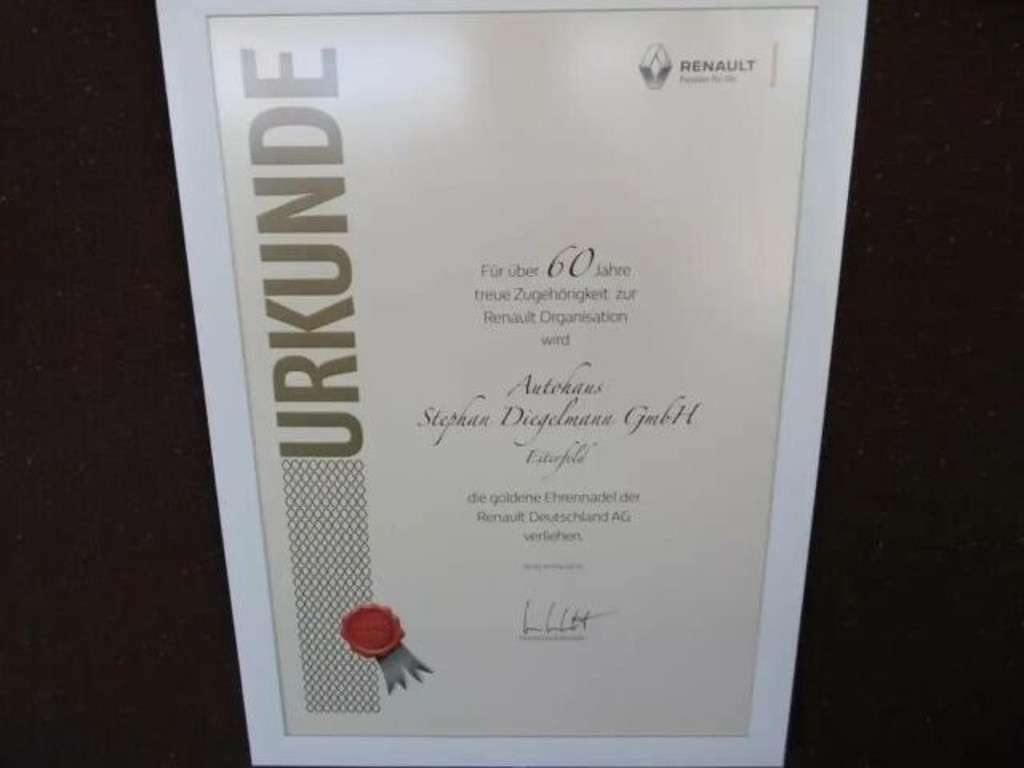 URKUNDE
RENAULT
Für über 60 Jahre
treue Zugehörigkeit zur
Renault Organisation
wird
Autohaus
Stephan Diegelmann GmbH
Eiterfeld
die goldene Ehrennadel der
Renault Deutschland AG
verliehen.